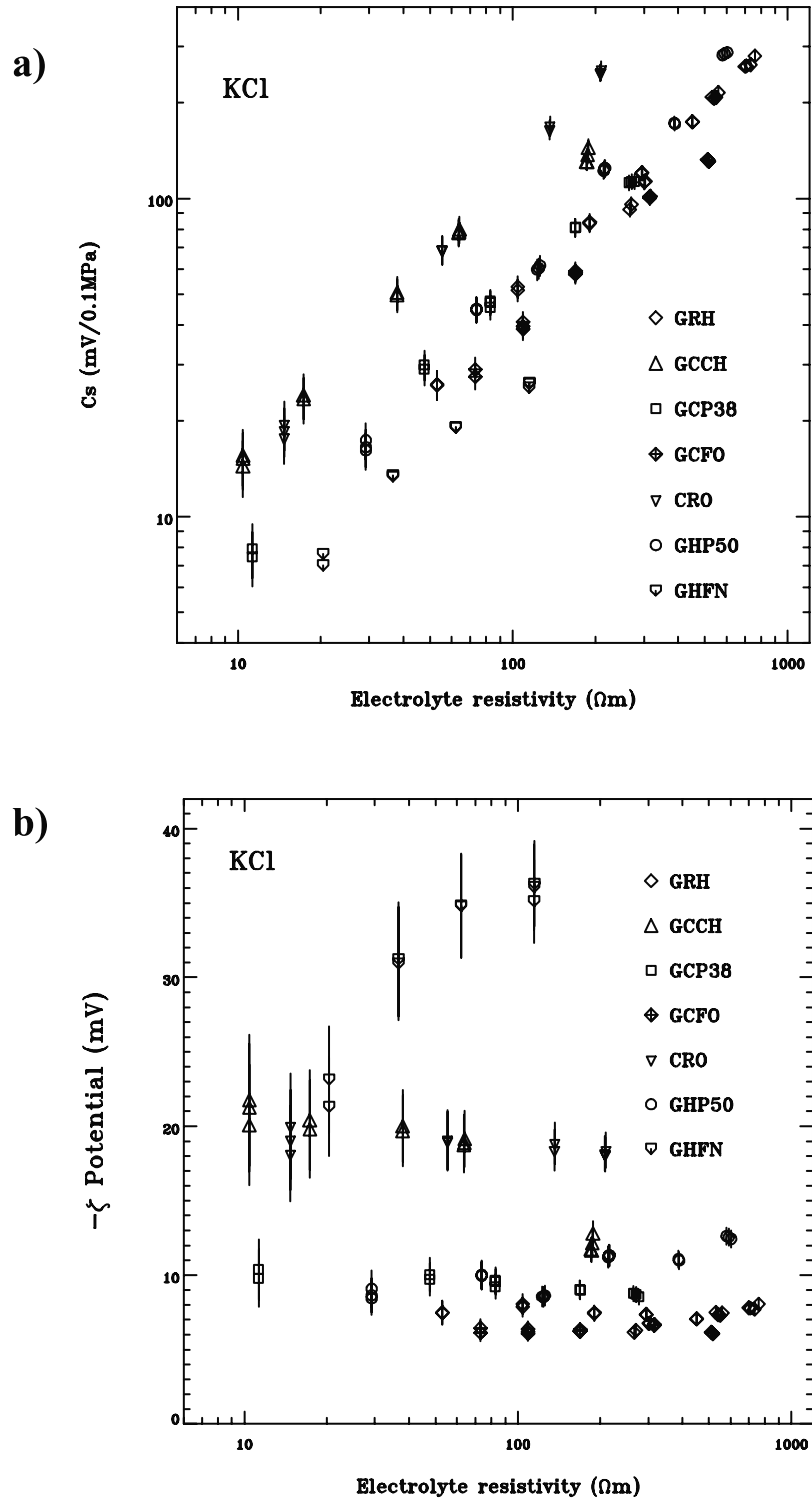 a)
KCl
100
10
Cs (mV/0.1MPa)
GRH
GCCH
GCP38
GCFO
CRO
GHP50
GHFN
10
100
1000
Electrolyte resistivity (Ωm)
b)
KCl
40
30
20
10
0
−ζ Potential (mV)
GRH
GCCH
GCP38
GCFO
CRO
GHP50
GHFN
10
100
1000
Electrolyte resistivity (Ωm)